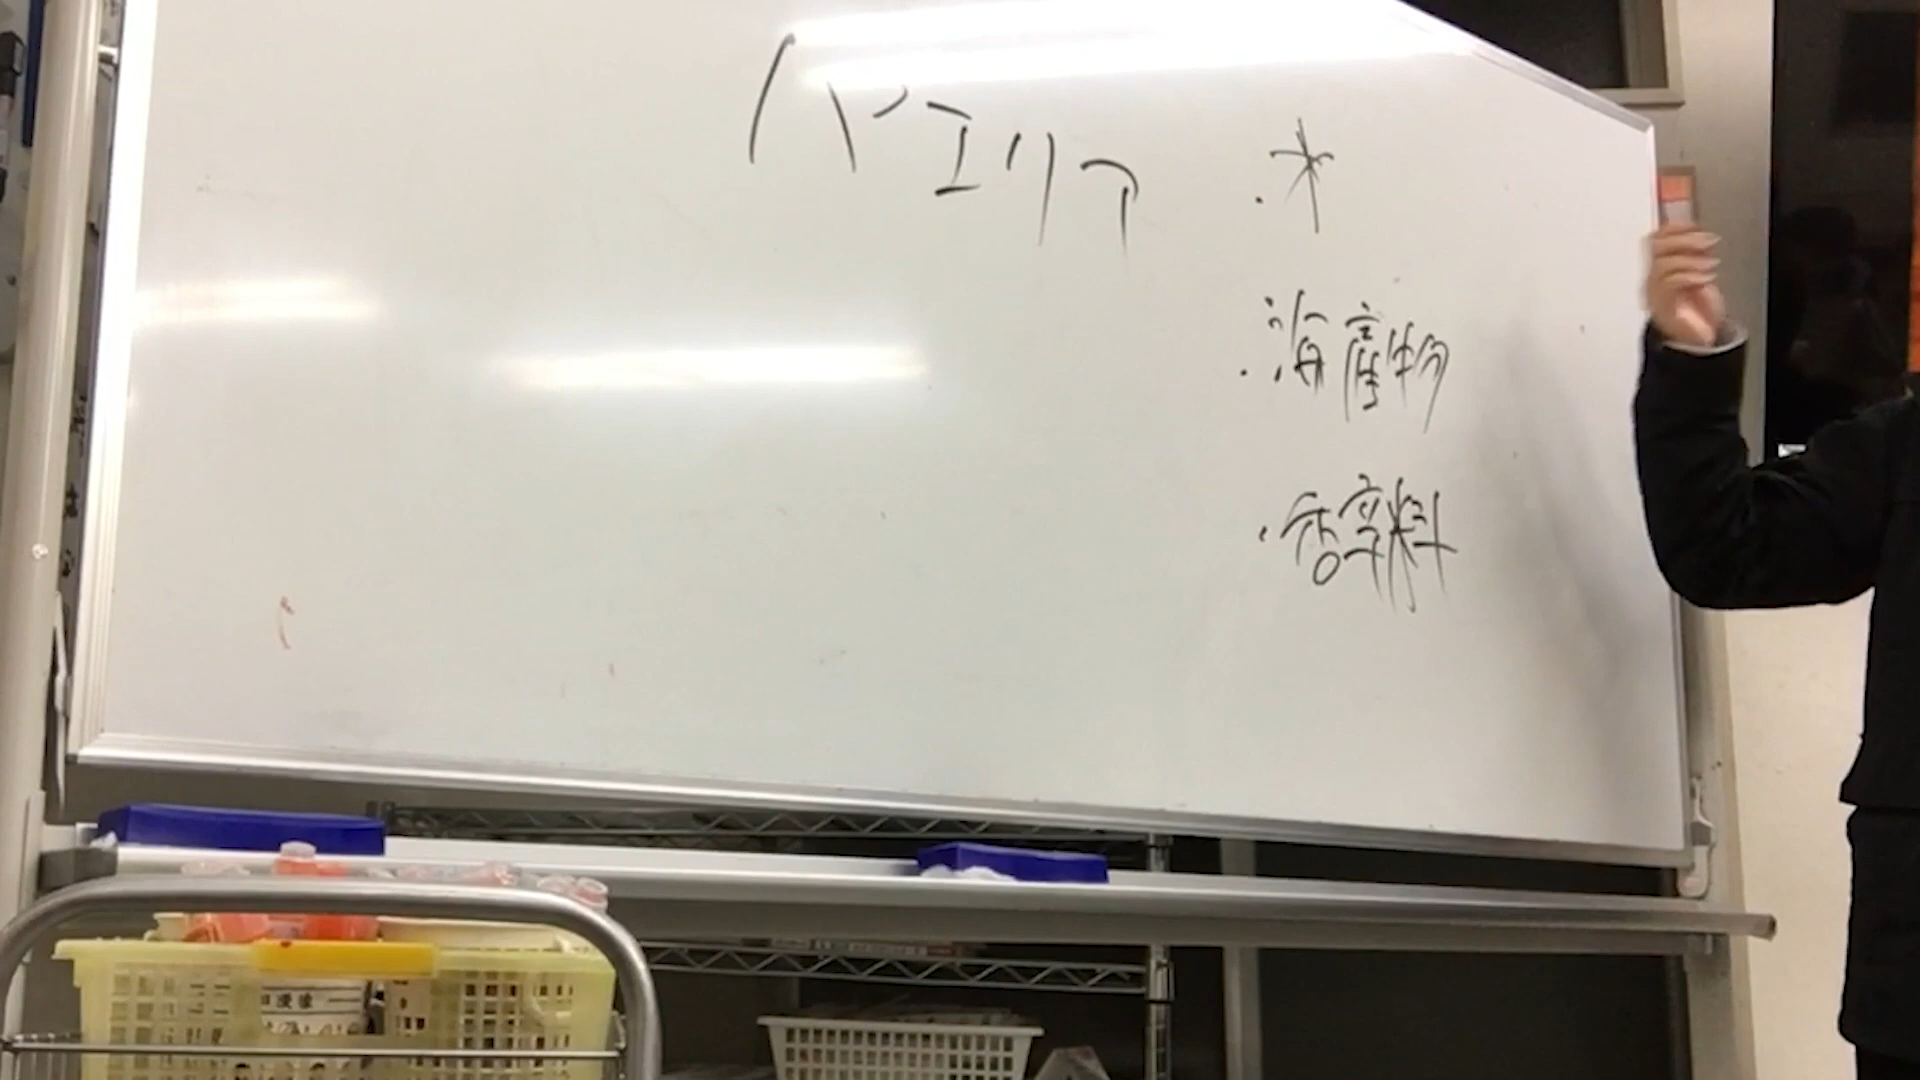 パエリア
・米
・海産物
・香辛料